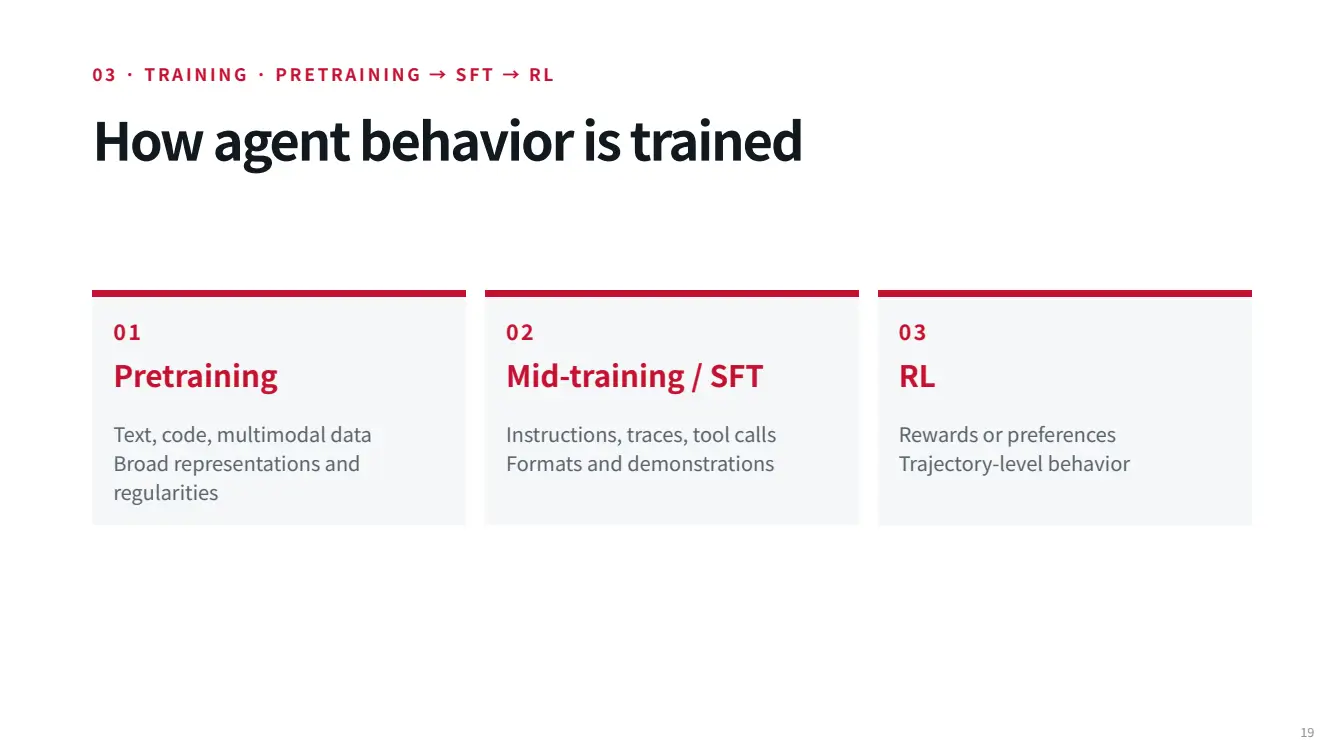 03 · TRAINING · PRETRAINING → SFT → RL
How agent behavior is trained
01
Pretraining
Text, code, multimodal data
Broad representations and
regularities
02
Mid-training / SFT
Instructions, traces, tool calls
Formats and demonstrations
03
RL
Rewards or preferences
Trajectory-level behavior
19